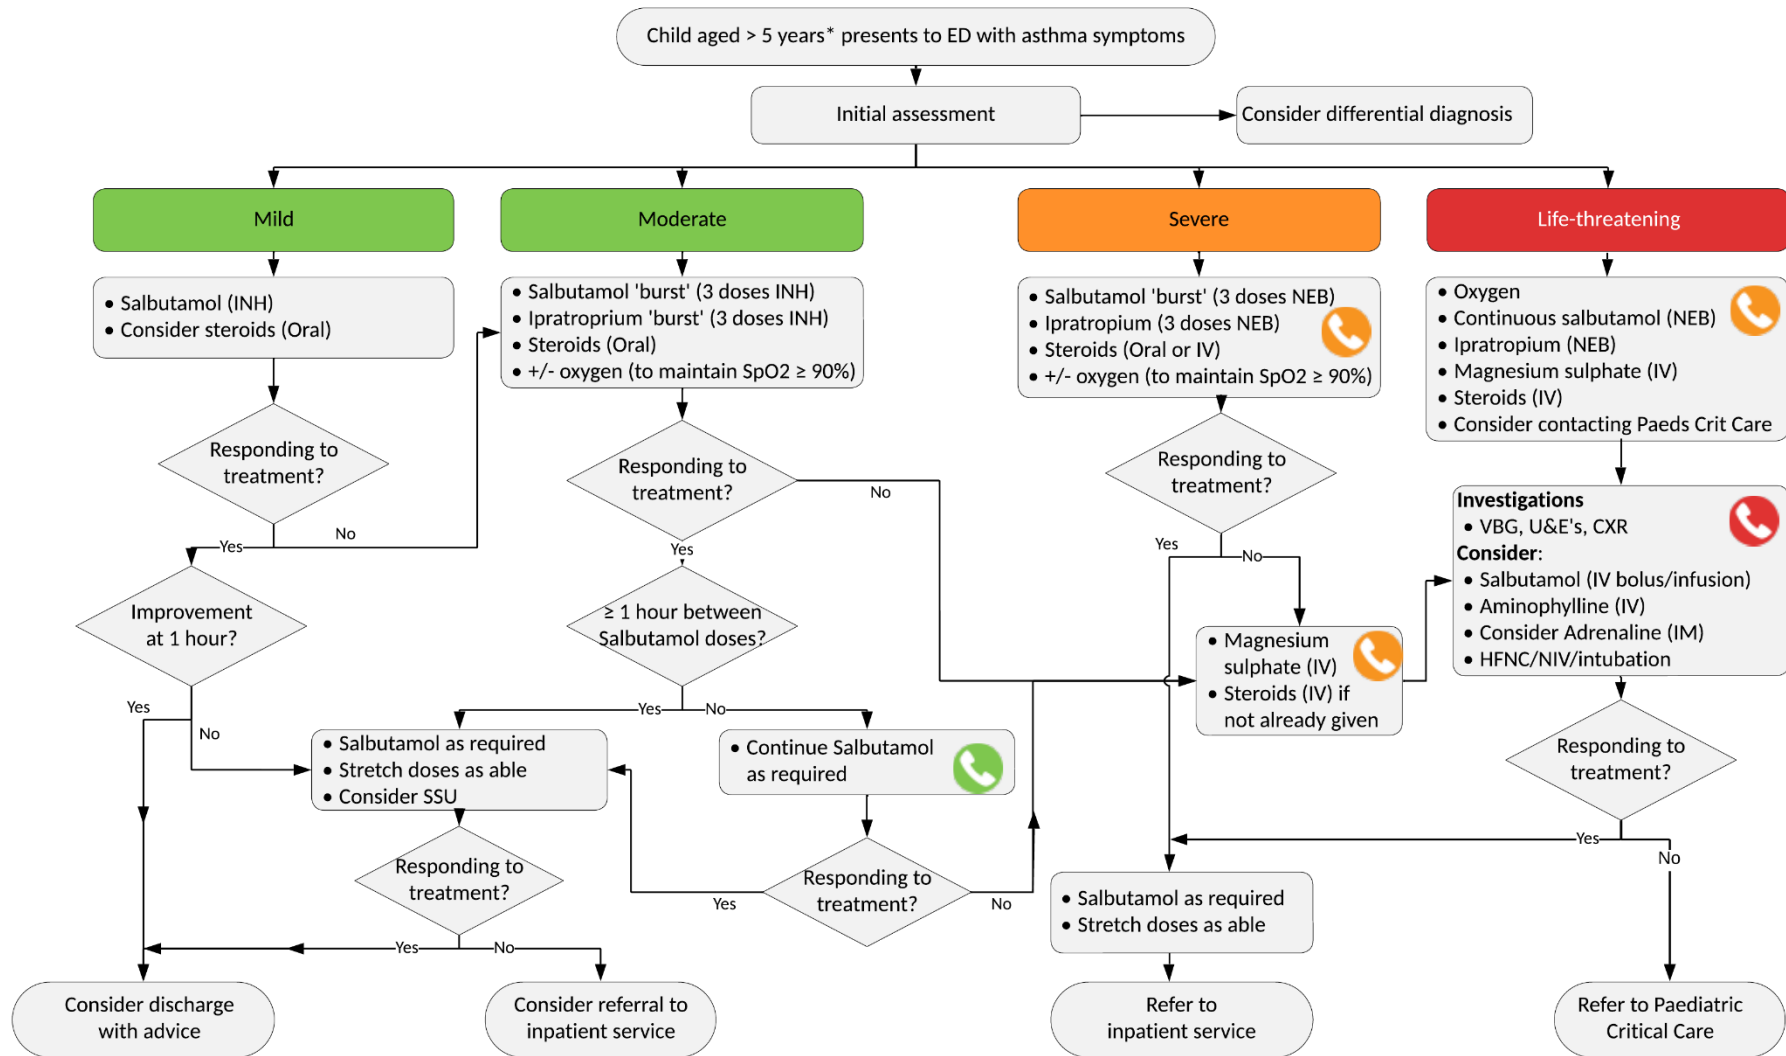 Child aged > 5 years* presents to ED with asthma symptoms
Initial assessment
Consider differential diagnosis
Mild
Moderate
Severe
Life-threatening
• Salbutamol (INH)
• Consider steroids (Oral)
• Salbutamol 'burst' (3 doses INH)
• Ipratroprium 'burst' (3 doses INH)
• Steroids (Oral)
• +/- oxygen (to maintain SpO2 ≥ 90%)
• Salbutamol 'burst' (3 doses NEB)
• Ipratropium (3 doses NEB)
• Steroids (Oral or IV)
• +/- oxygen (to maintain SpO2 ≥ 90%)
• Oxygen
• Continuous salbutamol (NEB)
• Ipratropium (NEB)
• Magnesium sulphate (IV)
• Steroids (IV)
• Consider contacting Paeds Crit Care
Responding to
treatment?
Responding to
treatment?
Responding to
treatment?
Investigations
• VBG, U&E's, CXR
Consider:
• Salbutamol (IV bolus/infusion)
• Aminophylline (IV)
• Consider Adrenaline (IM)
• HFNC/NIV/intubation
No
Yes
No
Yes
Yes
No
Improvement
at 1 hour?
≥ 1 hour between
Salbutamol doses?
• Magnesium
sulphate (IV)
• Steroids (IV) if
not already given
Yes
No
Yes
No
• Salbutamol as required
• Stretch doses as able
• Consider SSU
• Continue Salbutamol
as required
Responding to
treatment?
Yes
No
Responding to
treatment?
Responding to
treatment?
Yes
No
• Salbutamol as required
• Stretch doses as able
Yes
No
Consider discharge
with advice
Consider referral to
inpatient service
Refer to
inpatient service
Refer to Paediatric
Critical Care